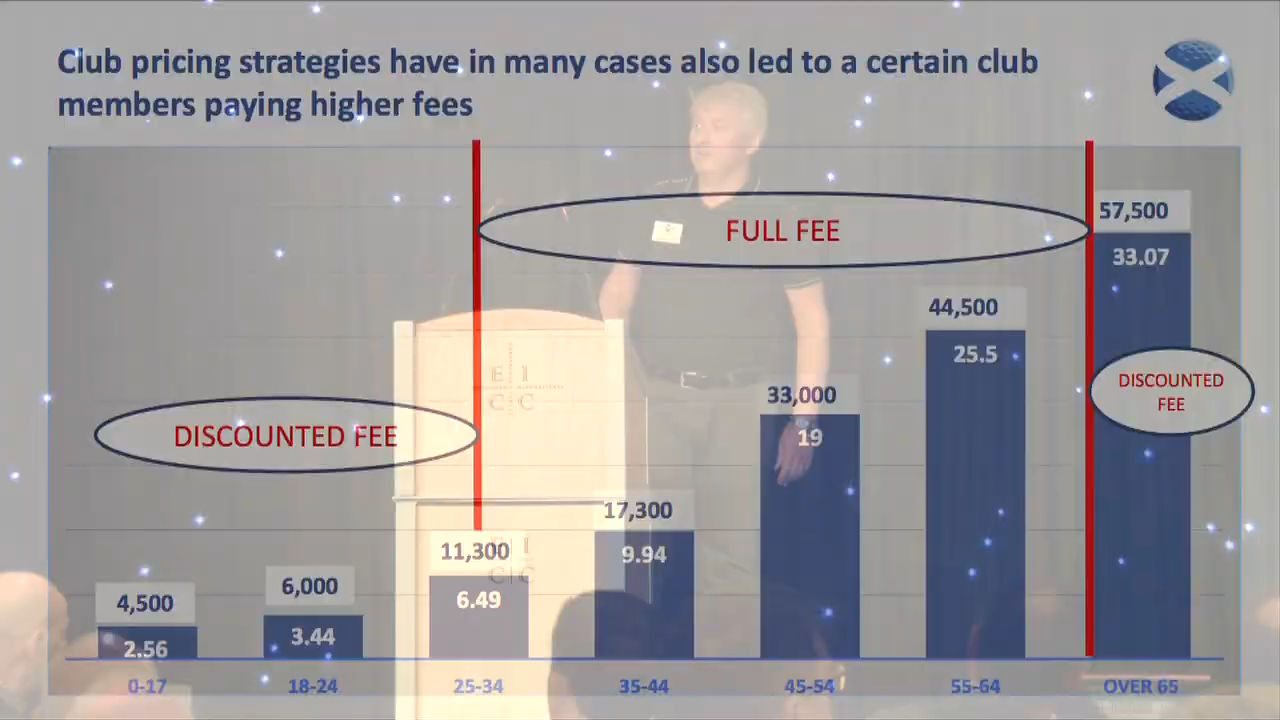 Club pricing strategies have in many cases also led to a certain club
members paying higher fees
57,500
FULL FEE
33.07
44,500
25.5
E I
C C
DISCOUNTED
FEE
33,000
19
DISCOUNTED FEE
17,300
11,300
9.94
I
C C
6.49
6,000
4,500
3.44
2.56
0-17
18-24
25-34
35-44
45-54
55-64
OVER 65